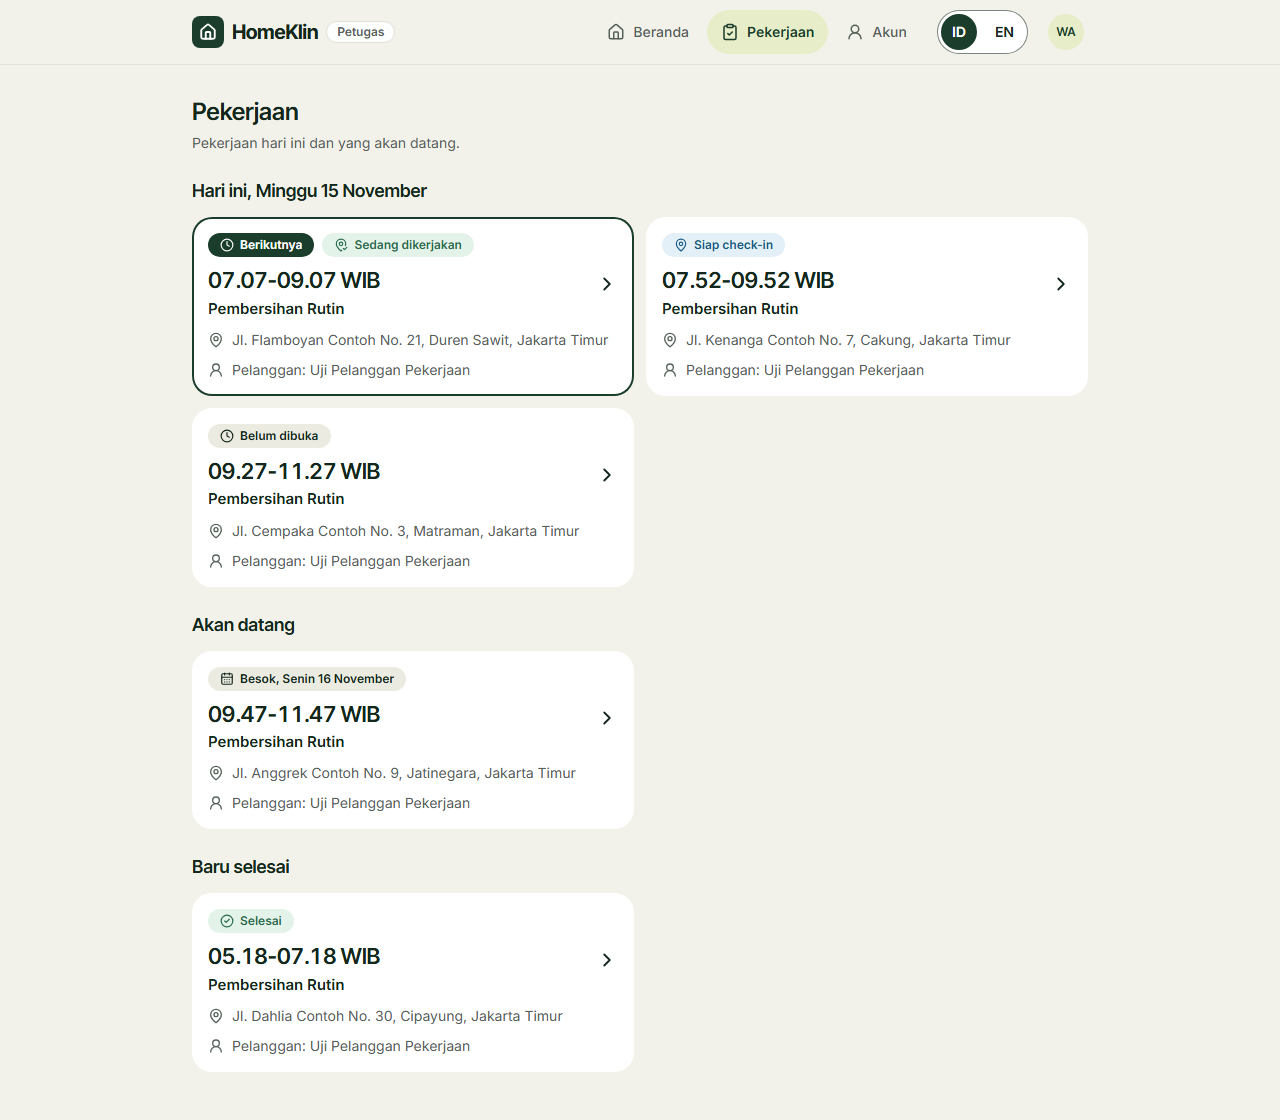 HomeKlin Petugas Beranda Pekerjaan Akun ID EN WA
Pekerjaan
Pekerjaan hari ini dan yang akan datang.
Hari ini, Minggu 15 November
Berikutnya Sedang dikerjakan
07.07-09.07 WIB
Pembersihan Rutin
Jl. Flamboyan Contoh No. 21, Duren Sawit, Jakarta Timur
Pelanggan: Uji Pelanggan Pekerjaan
Siap check-in
07.52-09.52 WIB
Pembersihan Rutin
Jl. Kenanga Contoh No. 7, Cakung, Jakarta Timur
Pelanggan: Uji Pelanggan Pekerjaan
Belum dibuka
09.27-11.27 WIB
Pembersihan Rutin
Jl. Cempaka Contoh No. 3, Matraman, Jakarta Timur
Pelanggan: Uji Pelanggan Pekerjaan
Akan datang
Besok, Senin 16 November
09.47-11.47 WIB
Pembersihan Rutin
Jl. Anggrek Contoh No. 9, Jatinegara, Jakarta Timur
Pelanggan: Uji Pelanggan Pekerjaan
Baru selesai
Selesai
05.18-07.18 WIB
Pembersihan Rutin
Jl. Dahlia Contoh No. 30, Cipayung, Jakarta Timur
Pelanggan: Uji Pelanggan Pekerjaan